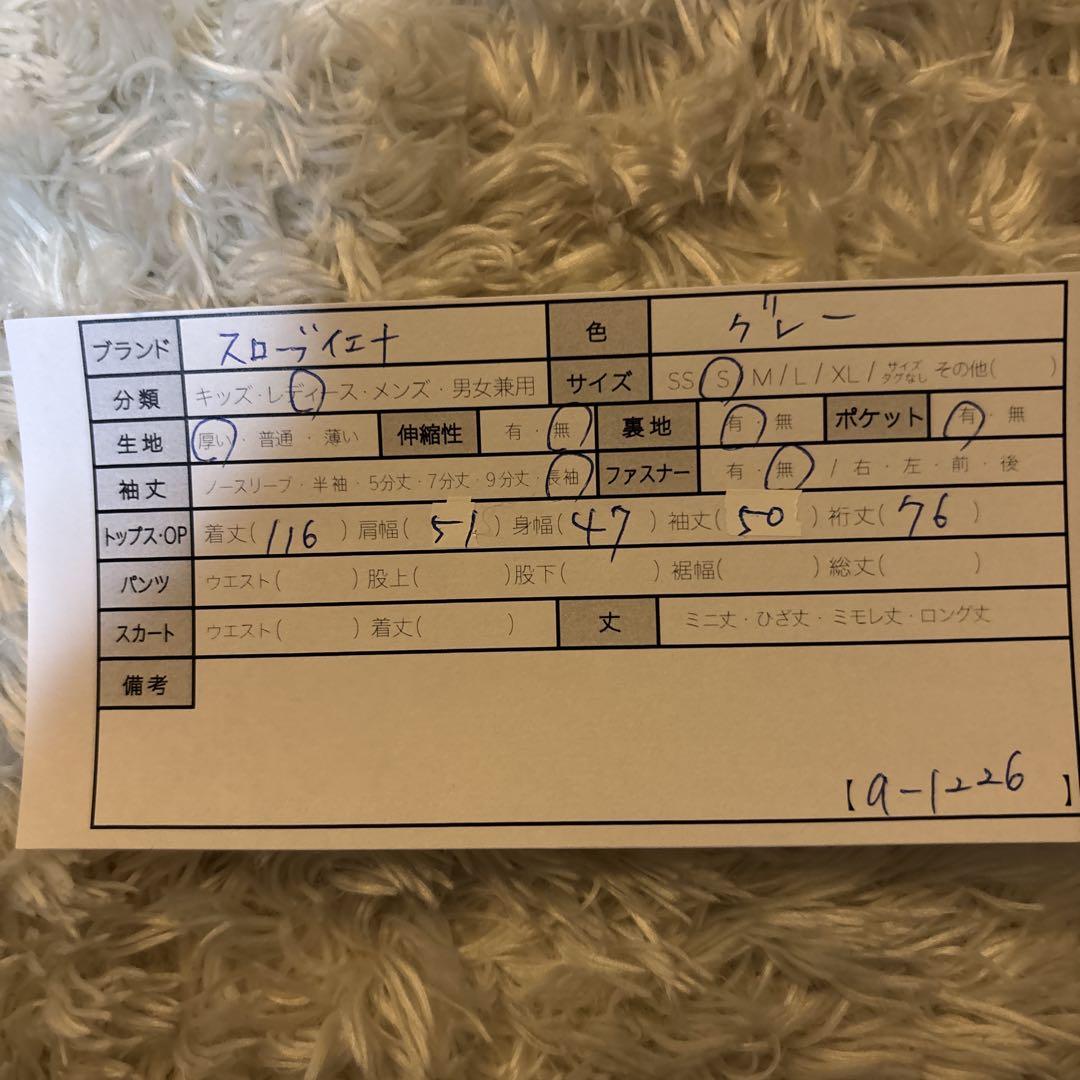 ブランド スローブイエナ 色 グレー
分類 キッズ・レディース・メンズ・男女兼用 サイズ SS/S/M/L/XL/サイズタグなし その他( )
生地 厚い・普通・薄い 伸縮性 有・無 裏地 有・無 ポケット 有・無
袖丈 ノースリーブ・半袖・5分丈・7分丈・9分丈・長袖 ファスナー 有・無 / 右・左・前・後
トップス・OP 着丈(116) 肩幅(51) 身幅(47) 袖丈(50) 裄丈(76)
パンツ ウエスト( ) 股上( ) 股下( ) 裾幅( ) 総丈( )
スカート ウエスト( ) 着丈( ) 丈 ミニ丈・ひざ丈・ミモレ丈・ロング丈
備考
【a-1226】